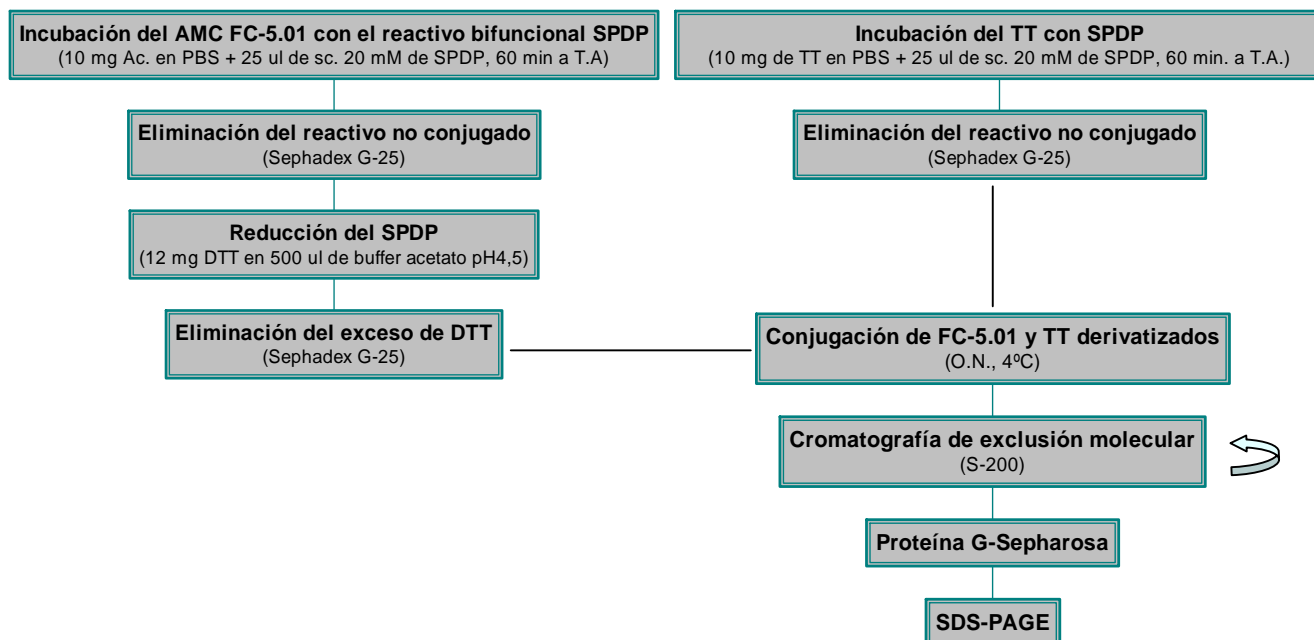 Incubación del AMC FC-5.01 con el reactivo bifuncional SPDP
(10 mg Ac. en PBS + 25 ul de sc. 20 mM de SPDP, 60 min a T.A)
Eliminación del reactivo no conjugado
(Sephadex G-25)
Reducción del SPDP
(12 mg DTT en 500 ul de buffer acetato pH4,5)
Eliminación del exceso de DTT
(Sephadex G-25)
Incubación del TT con SPDP
(10 mg de TT en PBS + 25 ul de sc. 20 mM de SPDP, 60 min. a T.A.)
Eliminación del reactivo no conjugado
(Sephadex G-25)
Conjugación de FC-5.01 y TT derivatizados
(O.N., 4ºC)
Cromatografía de exclusión molecular
(S-200)
Proteína G-Sepharosa
SDS-PAGE